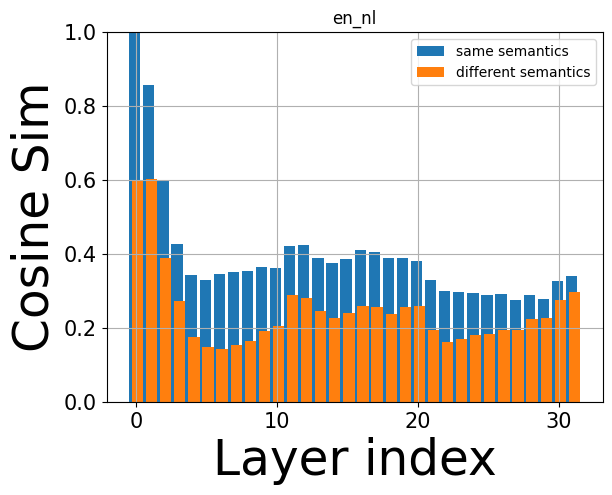 en_nl
same semantics
different semantics
Cosine Sim
1.0
0.8
0.6
0.4
0.2
0.0
0 10 20 30
Layer index